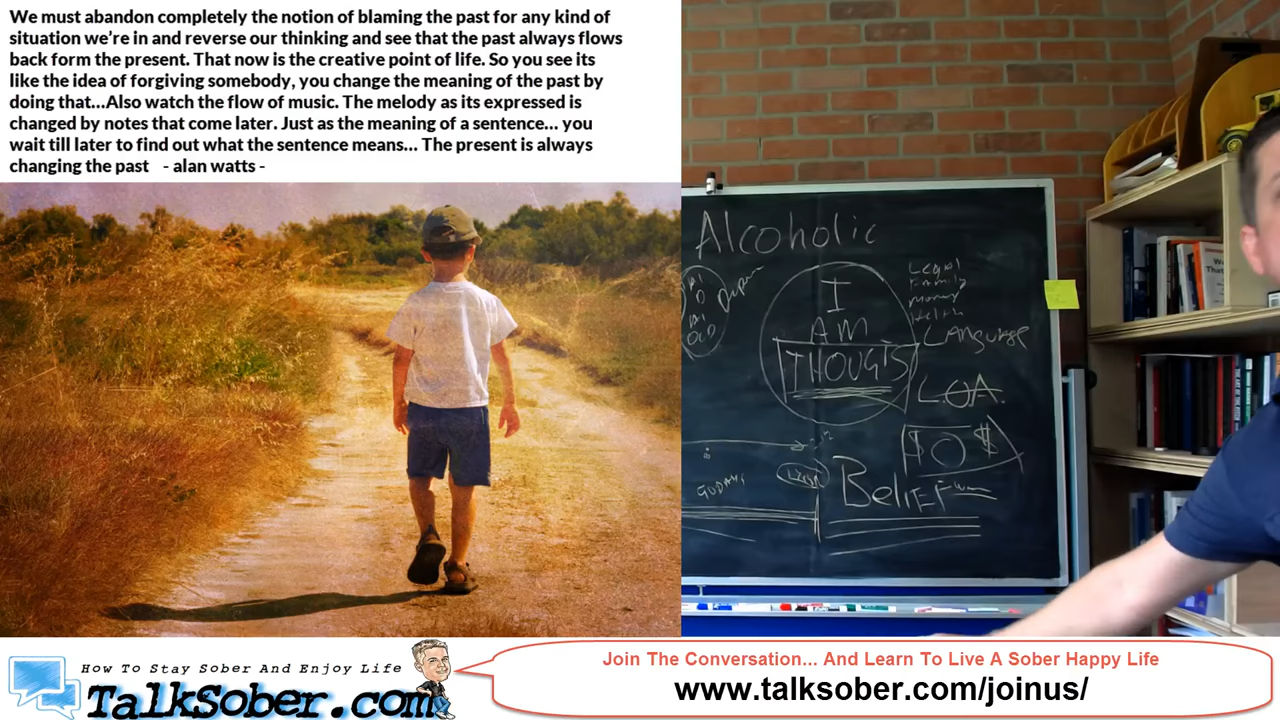 We must abandon completely the notion of blaming the past for any kind of
situation we're in and reverse our thinking and see that the past always flows
back form the present. That now is the creative point of life. So you see its
like the idea of forgiving somebody, you change the meaning of the past by
doing that...Also watch the flow of music. The melody as its expressed is
changed by notes that come later. Just as the meaning of a sentence... you
wait till later to find out what the sentence means... The present is always
changing the past - alan watts -
Alcoholic
Legal
Family
Money
Health
Language
I
AM
THOUGTS
LOA.
$O$
BelieF
How To Stay Sober And Enjoy Life
TalkSober.com
Join The Conversation... And Learn To Live A Sober Happy Life
www.talksober.com/joinus/